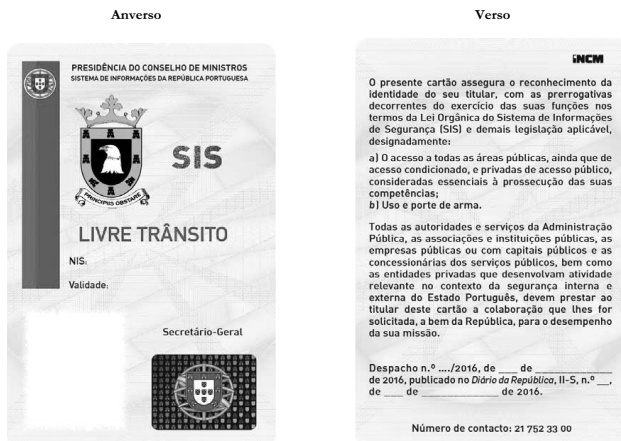 Anverso
PRESIDÊNCIA DO CONSELHO DE MINISTROS
SISTEMA DE INFORMAÇÕES DA REPÚBLICA PORTUGUESA
SIS
PRINCIPIIS OBSTARE
LIVRE TRÂNSITO
NIS:
Validade:
Secretário-Geral
Verso
INCM
O presente cartão assegura o reconhecimento da
identidade do seu titular, com as prerrogativas
decorrentes do exercício das suas funções nos
termos da Lei Orgânica do Sistema de Informações
de Segurança (SIS) e demais legislação aplicável,
designadamente:
a) O acesso a todas as áreas públicas, ainda que de
acesso condicionado, e privadas de acesso público,
consideradas essenciais à prossecução das suas
competências;
b) Uso e porte de arma.
Todas as autoridades e serviços da Administração
Pública, as associações e instituições públicas, as
empresas públicas ou com capitais públicos e as
concessionárias dos serviços públicos, bem como
as entidades privadas que desenvolvam atividade
relevante no contexto da segurança interna e
externa do Estado Português, devem prestar ao
titular deste cartão a colaboração que lhes for
solicitada, a bem da República, para o desempenho
da sua missão.
Despacho n.º ..../2016, de ___ de ____________
de 2016, publicado no Diário da República, II-S, n.º __,
de ___ de ____________ de 2016.
Número de contacto: 21 752 33 00